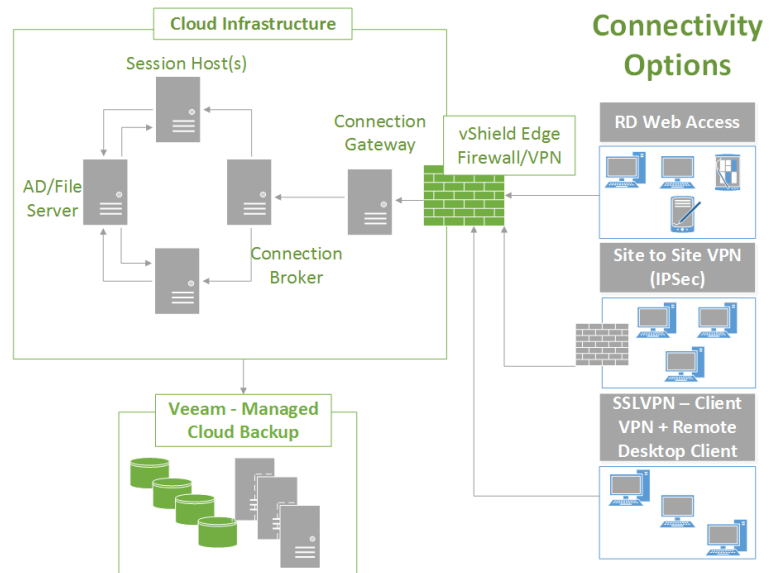 Cloud Infrastructure
Connectivity
Options
Session Host(s)
Connection
Gateway
vShield Edge
Firewall/VPN
RD Web Access
AD/File
Server
Connection
Broker
Site to Site VPN
(IPSec)
Veeam - Managed
Cloud Backup
SSLVPN – Client
VPN + Remote
Desktop Client